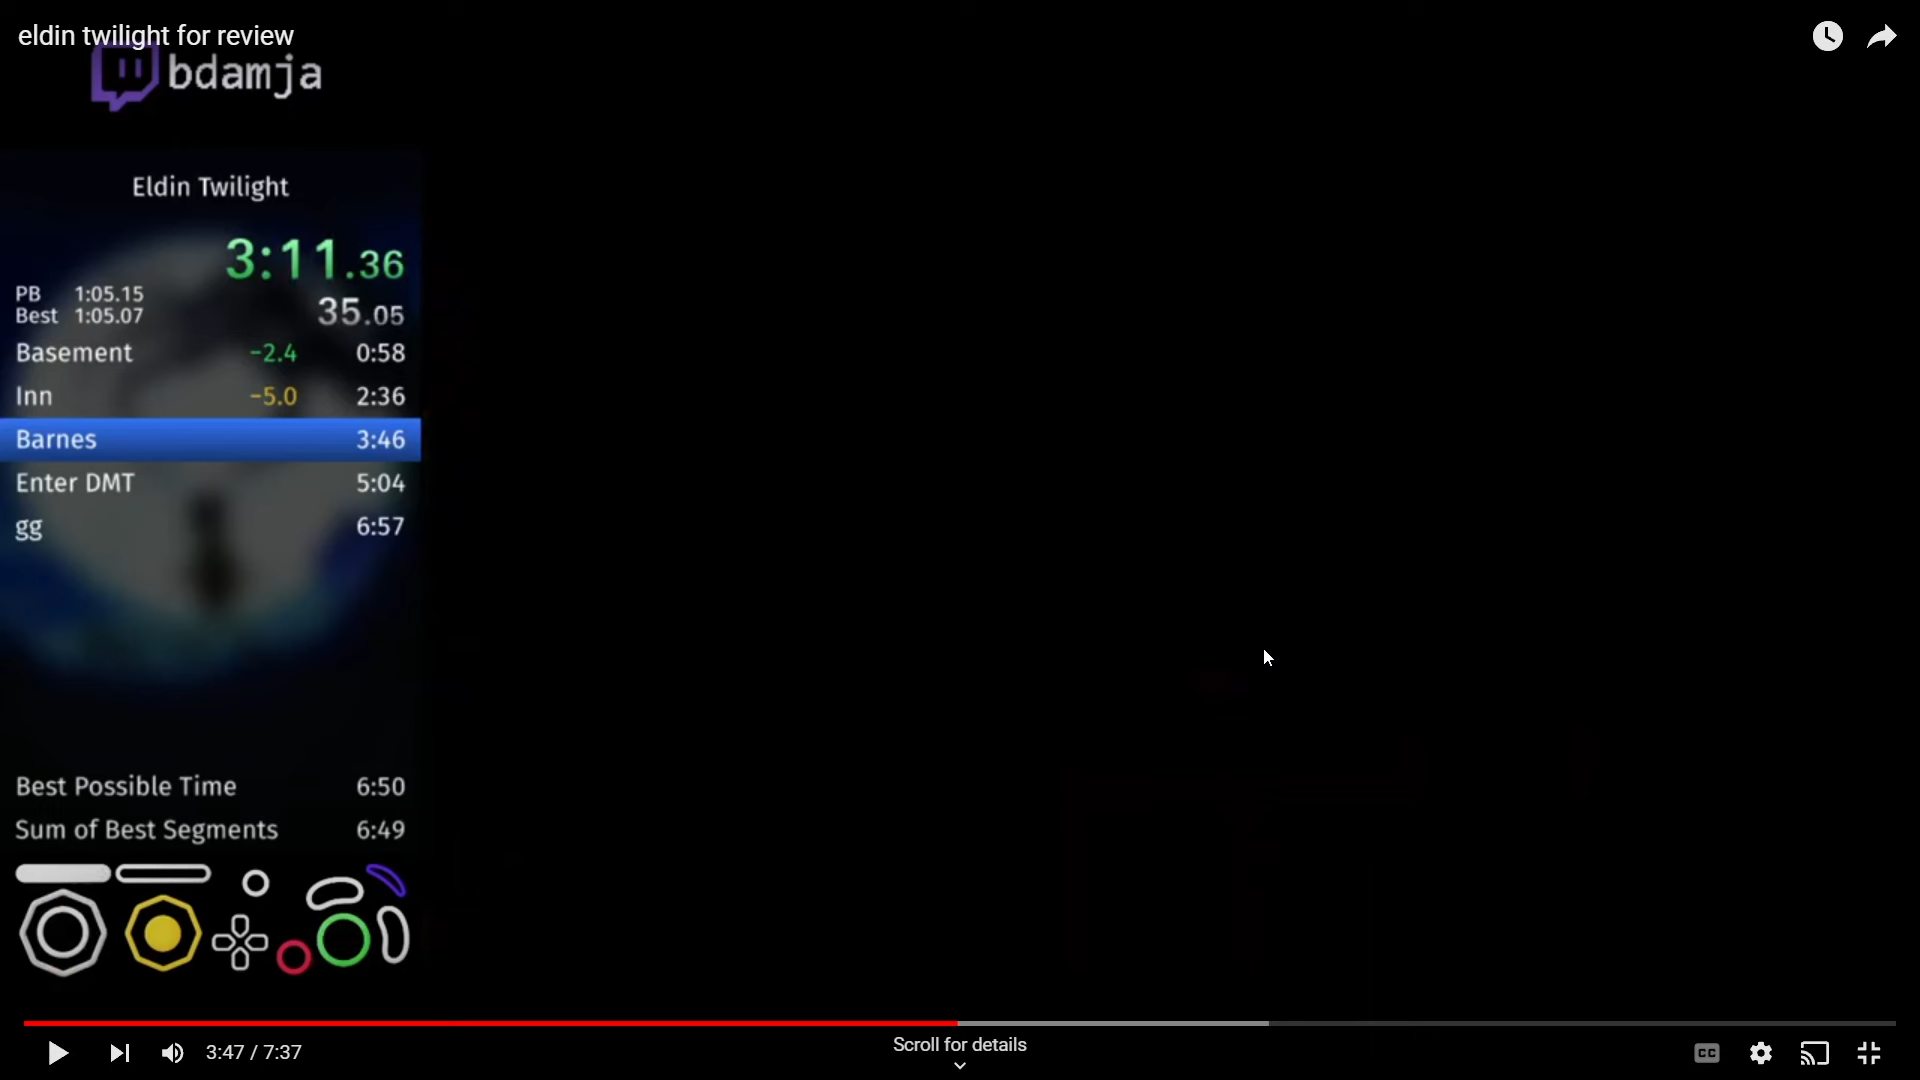 eldin twilight for review
bdamja
Eldin Twilight
3:11.36
PB 1:05.15
35.05
Best 1:05.07
Basement -2.4 0:58
Inn -5.0 2:36
Barnes 3:46
Enter DMT 5:04
gg 6:57
Best Possible Time 6:50
Sum of Best Segments 6:49
Scroll for details
3:47 / 7:37
CC